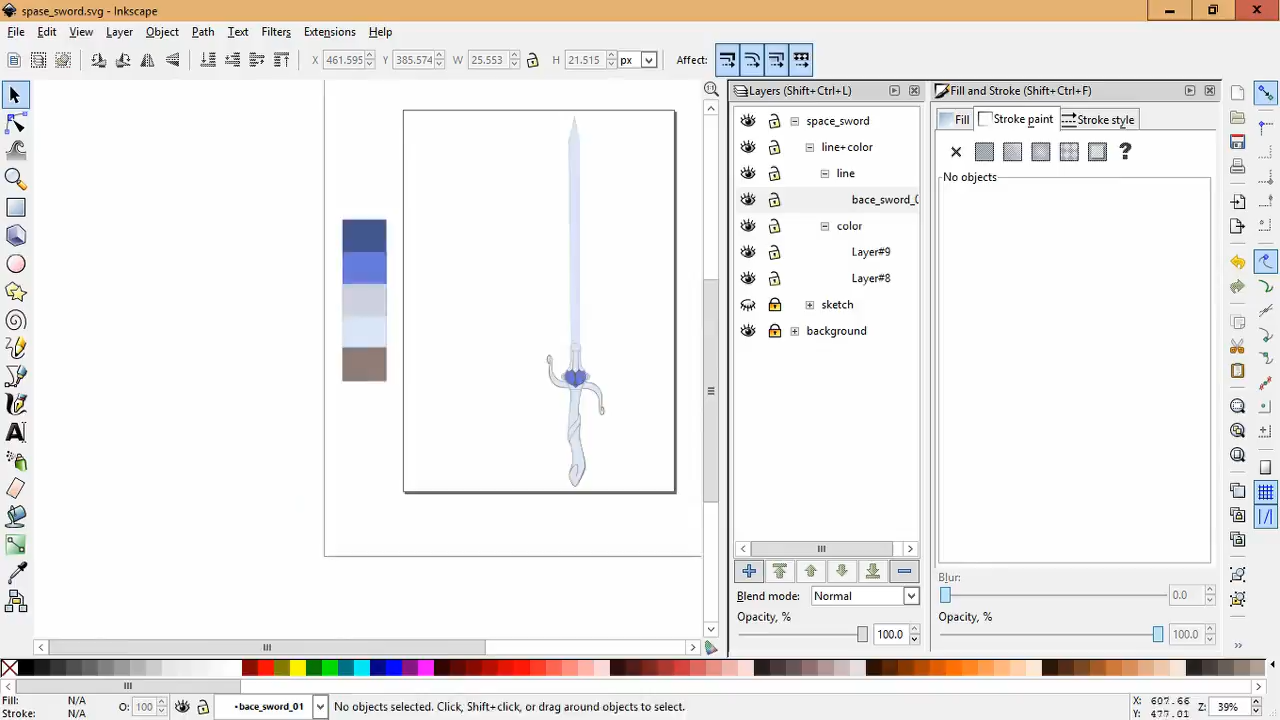 spase_sword.svg - Inkscape
File Edit View Layer Object Path Text Filters Extensions Help
X 461.595 Y 385.574 W 25.553 H 21.515 px Affect:
Layers (Shift+Ctrl+L)
Fill and Stroke (Shift+Ctrl+F)
Fill Stroke paint Stroke style
space_sword
line+color
line
bace_sword_0
color
Layer#9
Layer#8
sketch
background
?
No objects
Blend mode: Normal
Opacity, %
100.0
Blur:
0.0
Opacity, %
100.0
Fill: N/A
Stroke: N/A
O: 100
•bace_sword_01
No objects selected. Click, Shift+click, or drag around objects to select.
X: 607.66
Y: 477.01
Z: 39%